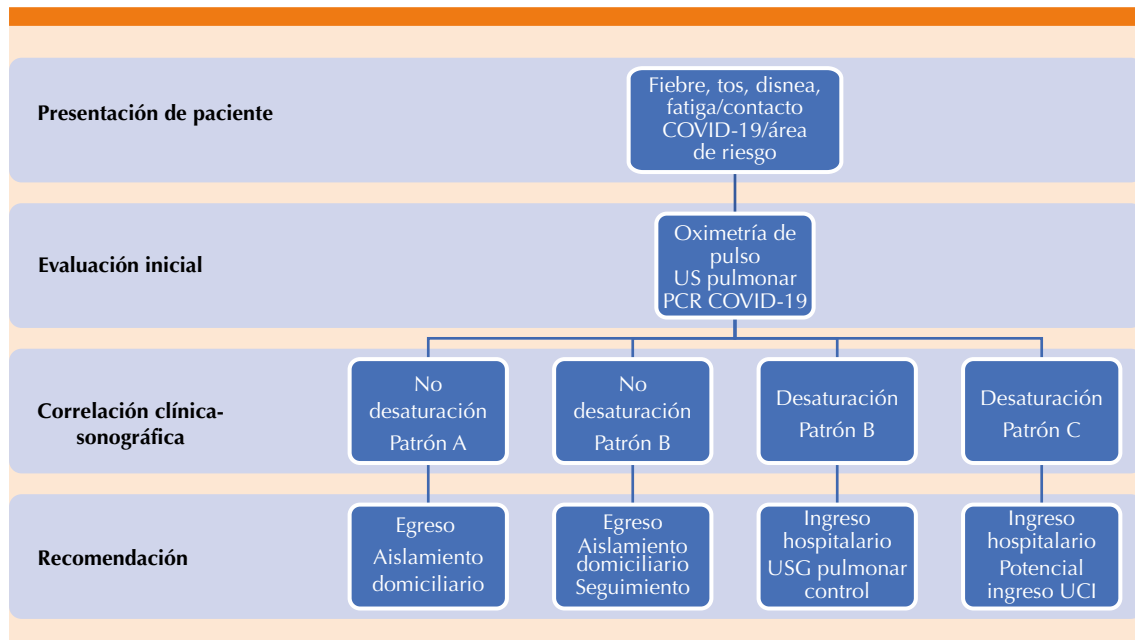 Presentación de paciente
Fiebre, tos, disnea,
fatiga/contacto
COVID-19/área
de riesgo
Evaluación inicial
Oximetría de
pulso
US pulmonar
PCR COVID-19
Correlación clínica-
sonográfica
No
desaturación
Patrón A
No
desaturación
Patrón B
Desaturación
Patrón B
Desaturación
Patrón C
Recomendación
Egreso
Aislamiento
domiciliario
Egreso
Aislamiento
domiciliario
Seguimiento
Ingreso
hospitalario
USG pulmonar
control
Ingreso
hospitalario
Potencial
ingreso UCI